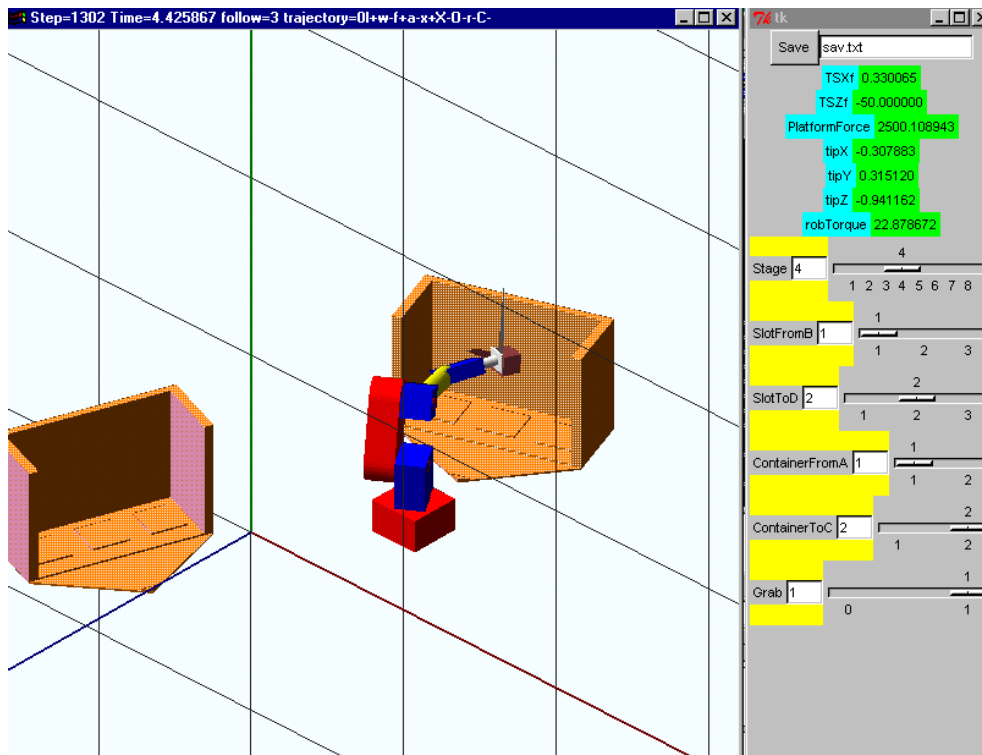 Step=1302 Time=4.425867 follow=3 trajectory=0l+w-f+a-x+X-O-r-C-
tk
Save sav.txt
TSXf 0.330065
TSZf -50.000000
PlatformForce 2500.108943
tipX -0.307883
tipY 0.315120
tipZ -0.941162
robTorque 22.878672
4
Stage 4
1 2 3 4 5 6 7 8
1
SlotFromB 1
1 2 3
2
SlotToD 2
1 2 3
1
ContainerFromA 1
1 2
2
ContainerToC 2
1 2
1
Grab 1
0 1